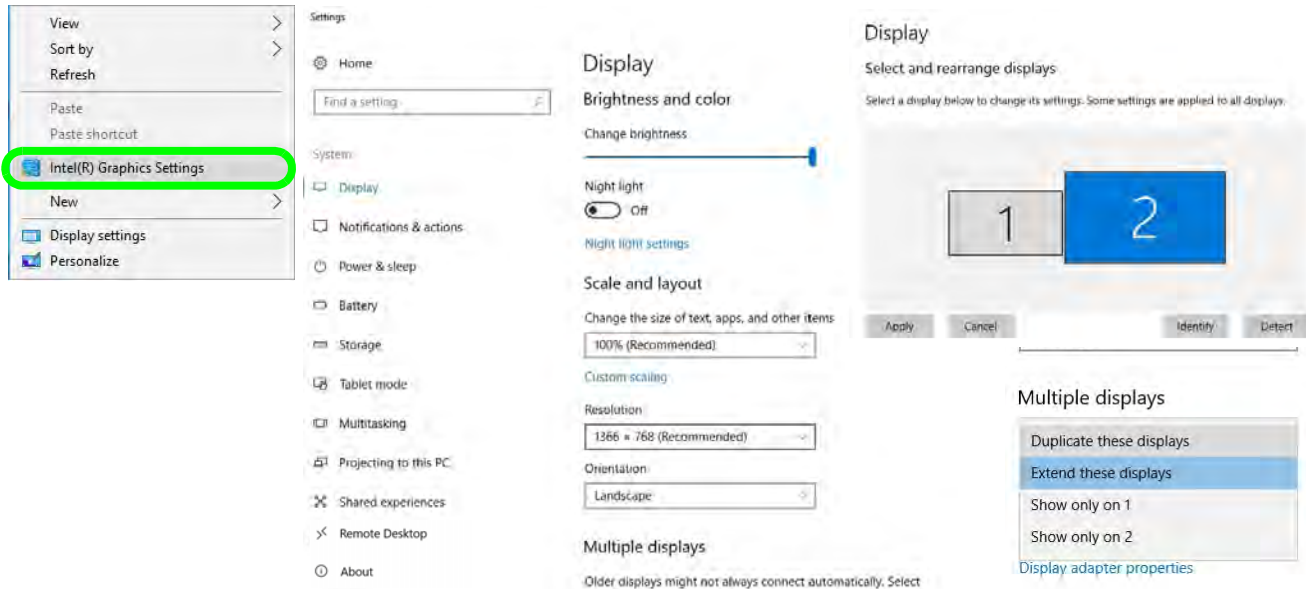 View
Sort by
Refresh
Paste
Paste shortcut
Intel(R) Graphics Settings
New
Display settings
Personalize
Settings
Home
Find a setting
System
Display
Notifications & actions
Power & sleep
Battery
Storage
Tablet mode
Multitasking
Projecting to this PC
Shared experiences
Remote Desktop
About
Display
Brightness and color
Change brightness
Night light
Off
Night light settings
Scale and layout
Change the size of text, apps, and other items
100% (Recommended)
Custom scaling
Resolution
1366 × 768 (Recommended)
Orientation
Landscape
Multiple displays
Older displays might not always connect automatically. Select
Display
Select and rearrange displays
Select a display below to change its settings. Some settings are applied to all displays.
1 2
Apply Cancel Identify Detect
Multiple displays
Duplicate these displays
Extend these displays
Show only on 1
Show only on 2
Display adapter properties